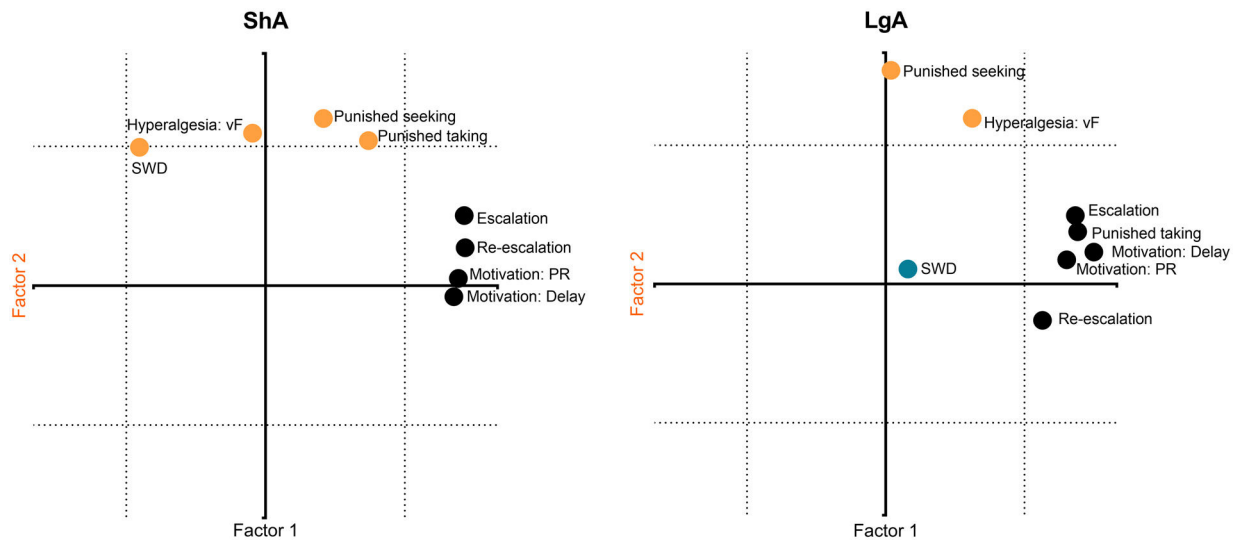 ShA
Hyperalgesia: vF
Punished seeking
Punished taking
SWD
Escalation
Re-escalation
Motivation: PR
Motivation: Delay
Factor 2
Factor 1
LgA
Punished seeking
Hyperalgesia: vF
Escalation
Punished taking
Motivation: Delay
Motivation: PR
SWD
Re-escalation
Factor 2
Factor 1